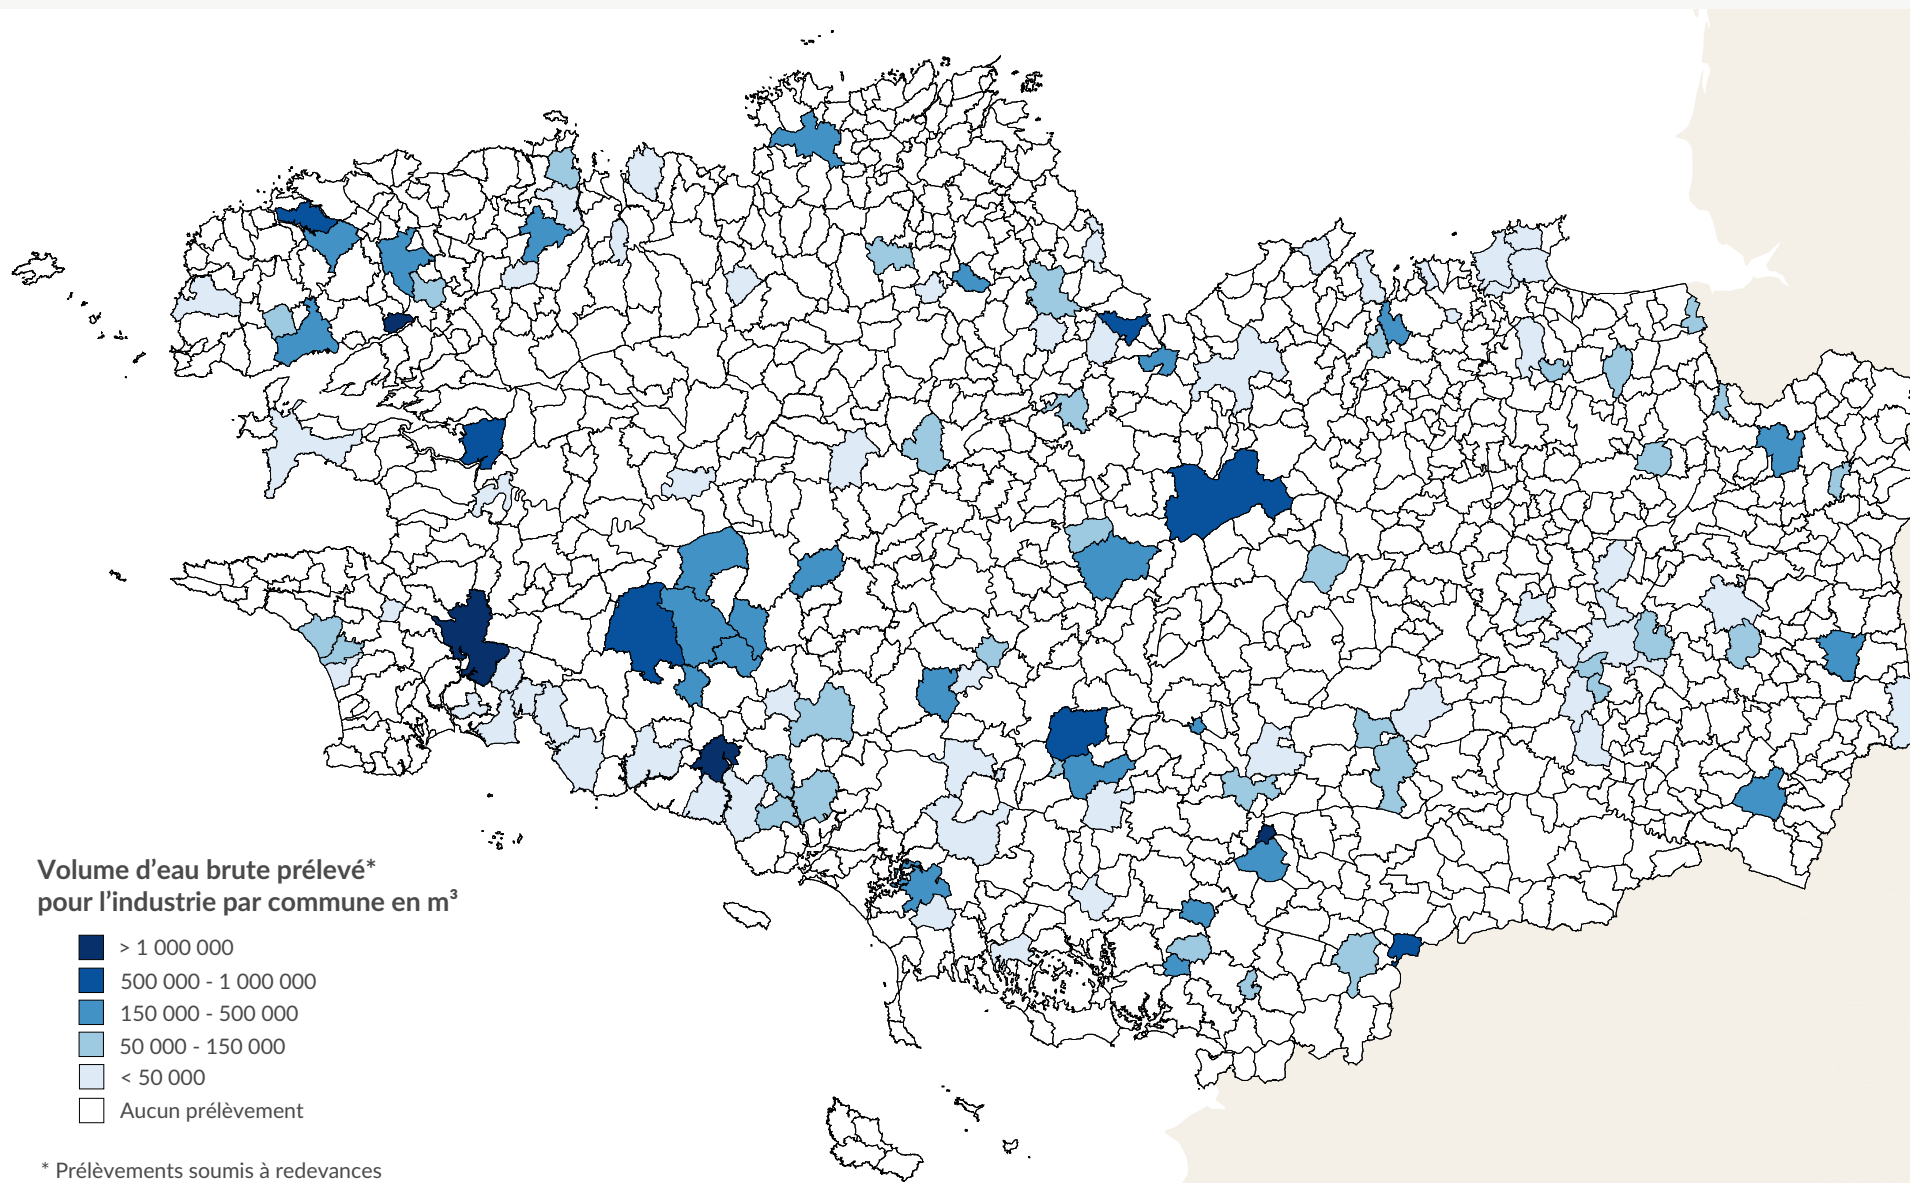 Volume d’eau brute prélevé*
pour l’industrie par commune en m³
> 1 000 000
500 000 - 1 000 000
150 000 - 500 000
50 000 - 150 000
< 50 000
Aucun prélèvement
* Prélèvements soumis à redevances